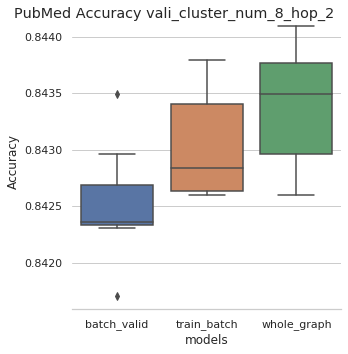 PubMed Accuracy vali_cluster_num_8_hop_2
0.8440
0.8435
0.8430
0.8425
0.8420
Accuracy
batch_valid
train_batch
whole_graph
models